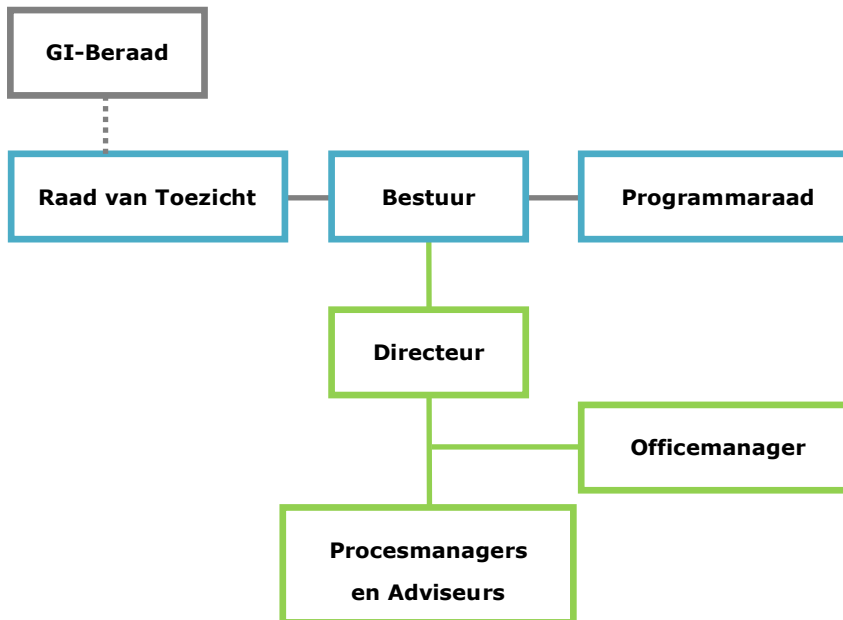 GI-Beraad
Raad van Toezicht
Bestuur
Programmaraad
Directeur
Officemanager
Procesmanagers
en Adviseurs